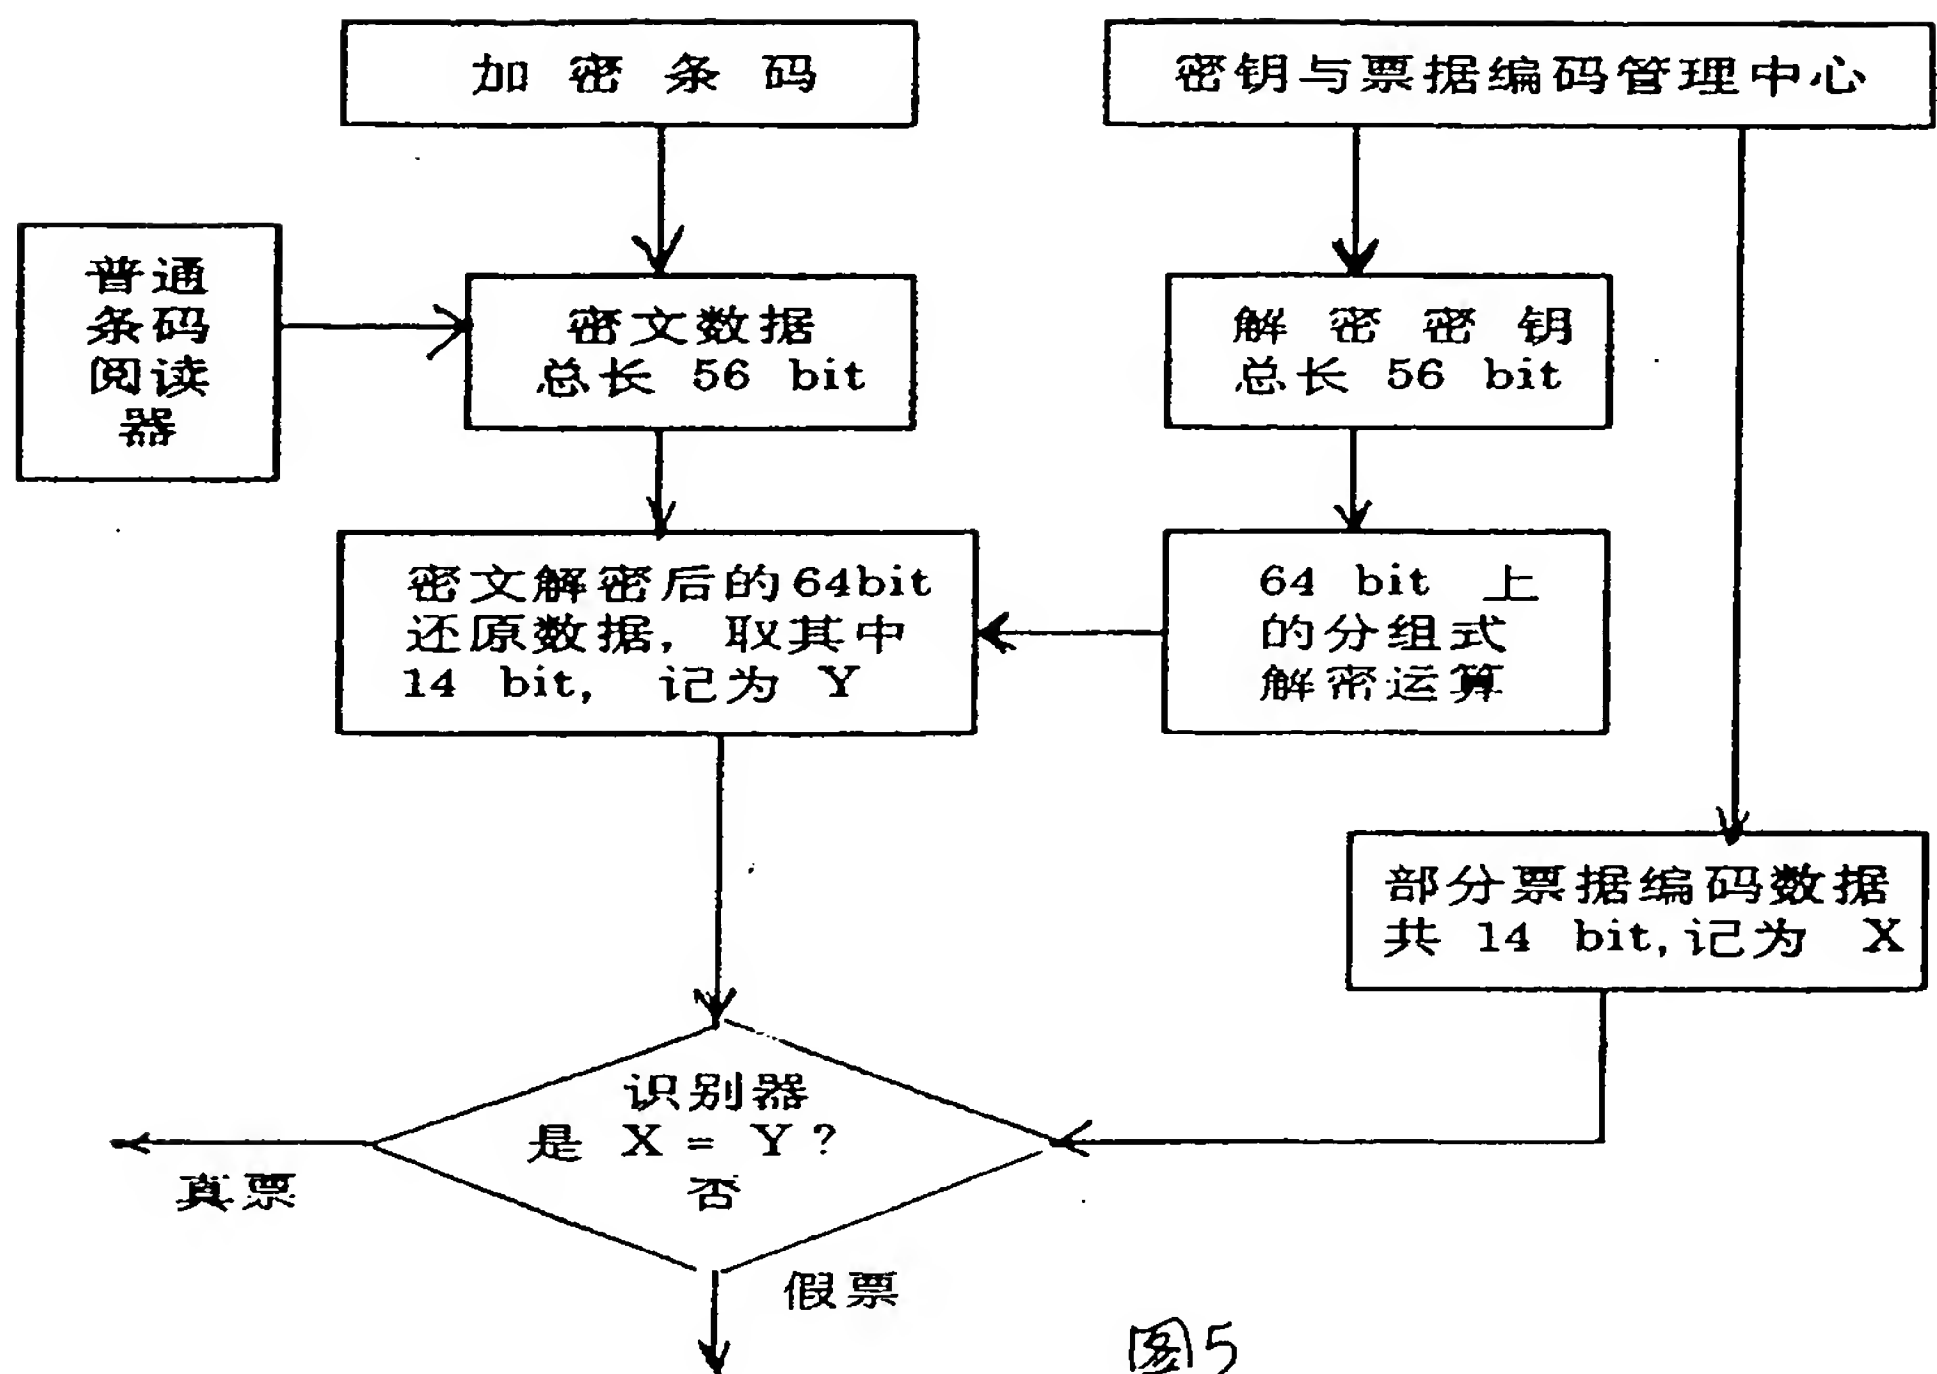 加密条码
密钥与票据编码管理中心
普通
条码
阅读
器
密文数据
总长 56 bit
解密密钥
总长 56 bit
密文解密后的64bit
还原数据，取其中
14 bit， 记为 Y
64 bit 上
的分组式
解密运算
部分票据编码数据
共 14 bit,记为 X
识别器
是 X = Y?
否
真票
假票
图5